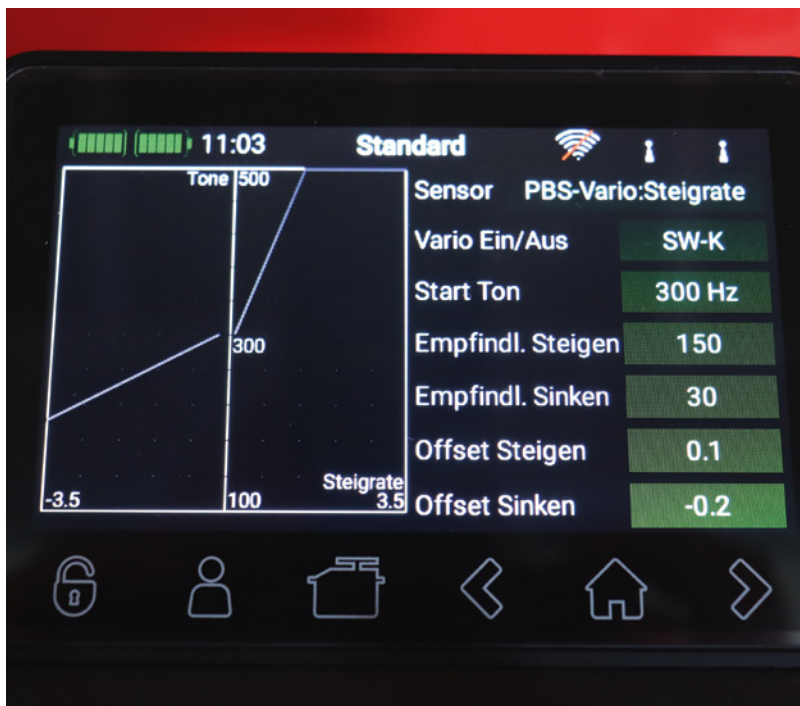 11:03 Standard
Tone 500
300
Steigrate
-3.5 100 3.5
Sensor PBS-Vario:Steigrate
Vario Ein/Aus SW-K
Start Ton 300 Hz
Empfindl. Steigen 150
Empfindl. Sinken 30
Offset Steigen 0.1
Offset Sinken -0.2